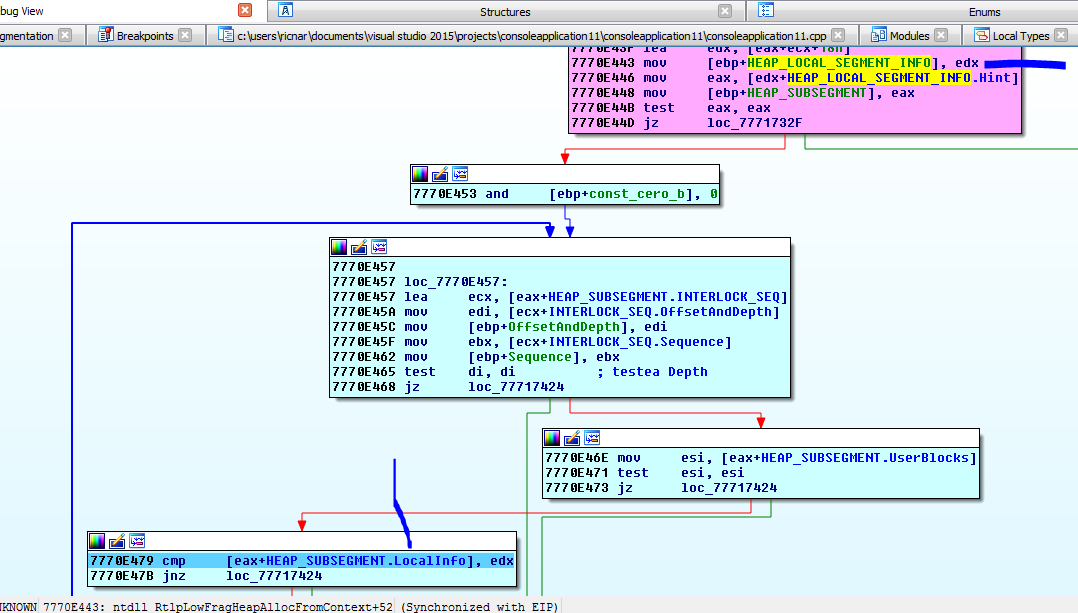 bug View
Structures
Enums
gmentation
Breakpoints
c:\users\ricnar\documents\visual studio 2015\projects\consoleapplication11\consoleapplication11\consoleapplication11.cpp
Modules
Local Types
7770E43F lea edx, [eax+ecx+18h]
7770E443 mov [ebp+HEAP_LOCAL_SEGMENT_INFO], edx
7770E446 mov eax, [edx+HEAP_LOCAL_SEGMENT_INFO.Hint]
7770E448 mov [ebp+HEAP_SUBSEGMENT], eax
7770E44B test eax, eax
7770E44D jz loc_7771732F
7770E453 and [ebp+const_cero_b], 0
7770E457
7770E457 loc_7770E457:
7770E457 lea ecx, [eax+HEAP_SUBSEGMENT.INTERLOCK_SEQ]
7770E45A mov edi, [ecx+INTERLOCK_SEQ.OffsetAndDepth]
7770E45C mov [ebp+OffsetAndDepth], edi
7770E45F mov ebx, [ecx+INTERLOCK_SEQ.Sequence]
7770E462 mov [ebp+Sequence], ebx
7770E465 test di, di ; testea Depth
7770E468 jz loc_77717424
7770E46E mov esi, [eax+HEAP_SUBSEGMENT.UserBlocks]
7770E471 test esi, esi
7770E473 jz loc_77717424
7770E479 cmp [eax+HEAP_SUBSEGMENT.LocalInfo], edx
7770E47B jnz loc_77717424
KNOWN 7770E443: ntdll_RtlpLowFragHeapAllocFromContext+52 (Synchronized with EIP)